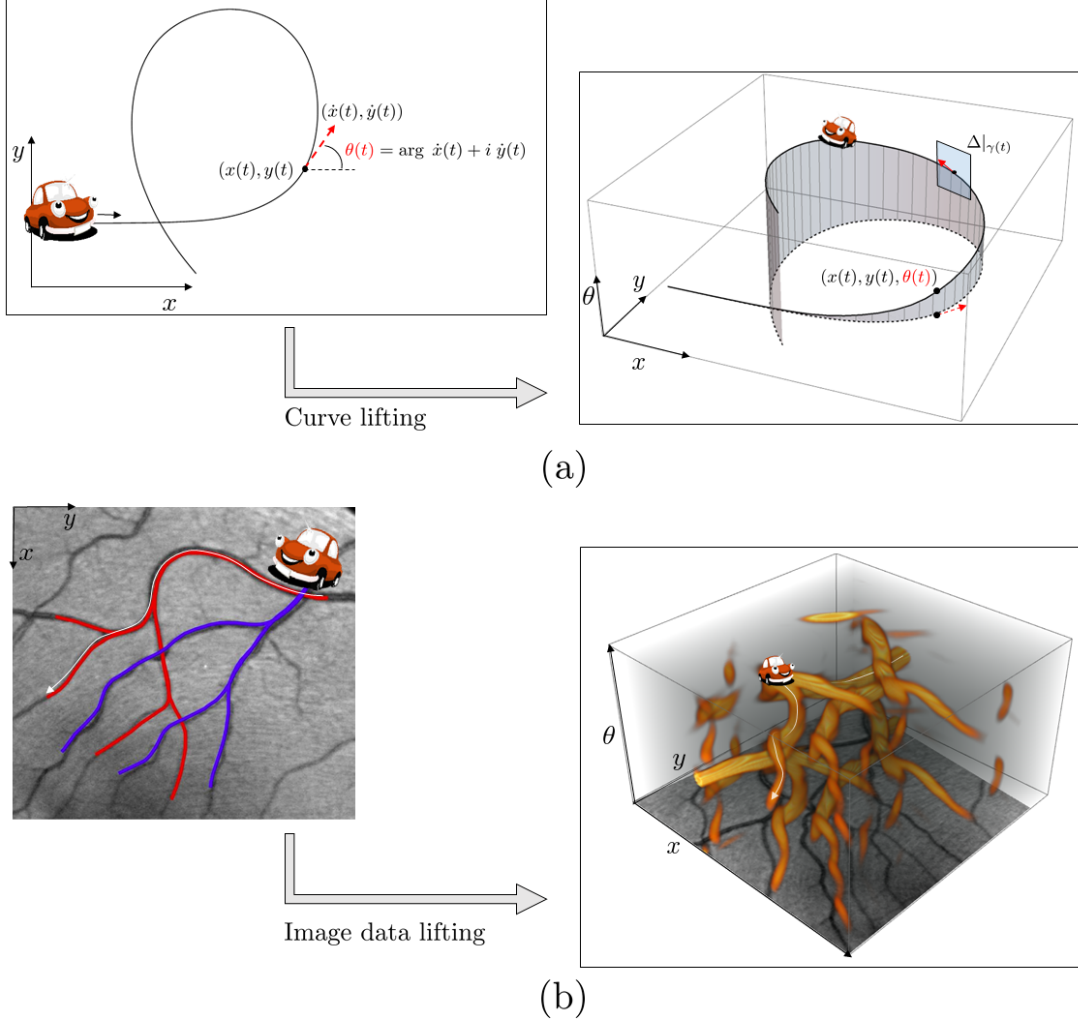 (ẋ(t), ẏ(t))
θ(t) = arg ẋ(t) + i ẏ(t)
(x(t), y(t))
y
x
Δ|γ(t)
(x(t), y(t), θ(t))
θ
y
x
Curve lifting
(a)
y
x
θ
y
x
Image data lifting
(b)